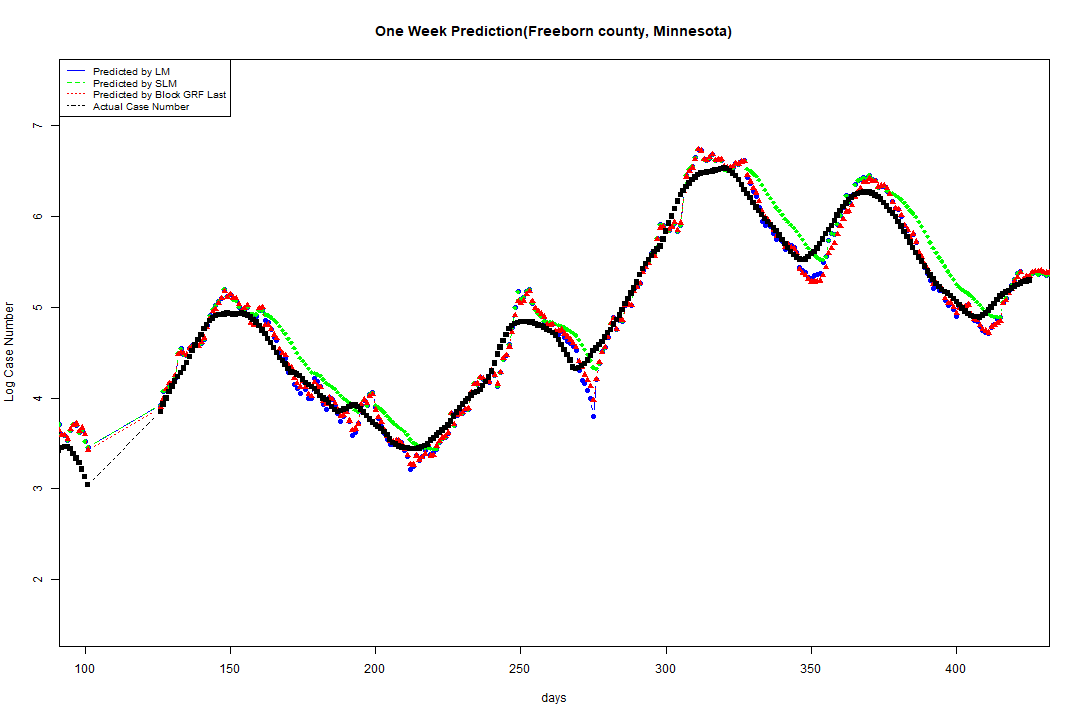 One Week Prediction(Freeborn county, Minnesota)
Predicted by LM
Predicted by SLM
Predicted by Block GRF Last
Actual Case Number
Log Case Number
7
6
5
4
3
2
100 150 200 250 300 350 400
days